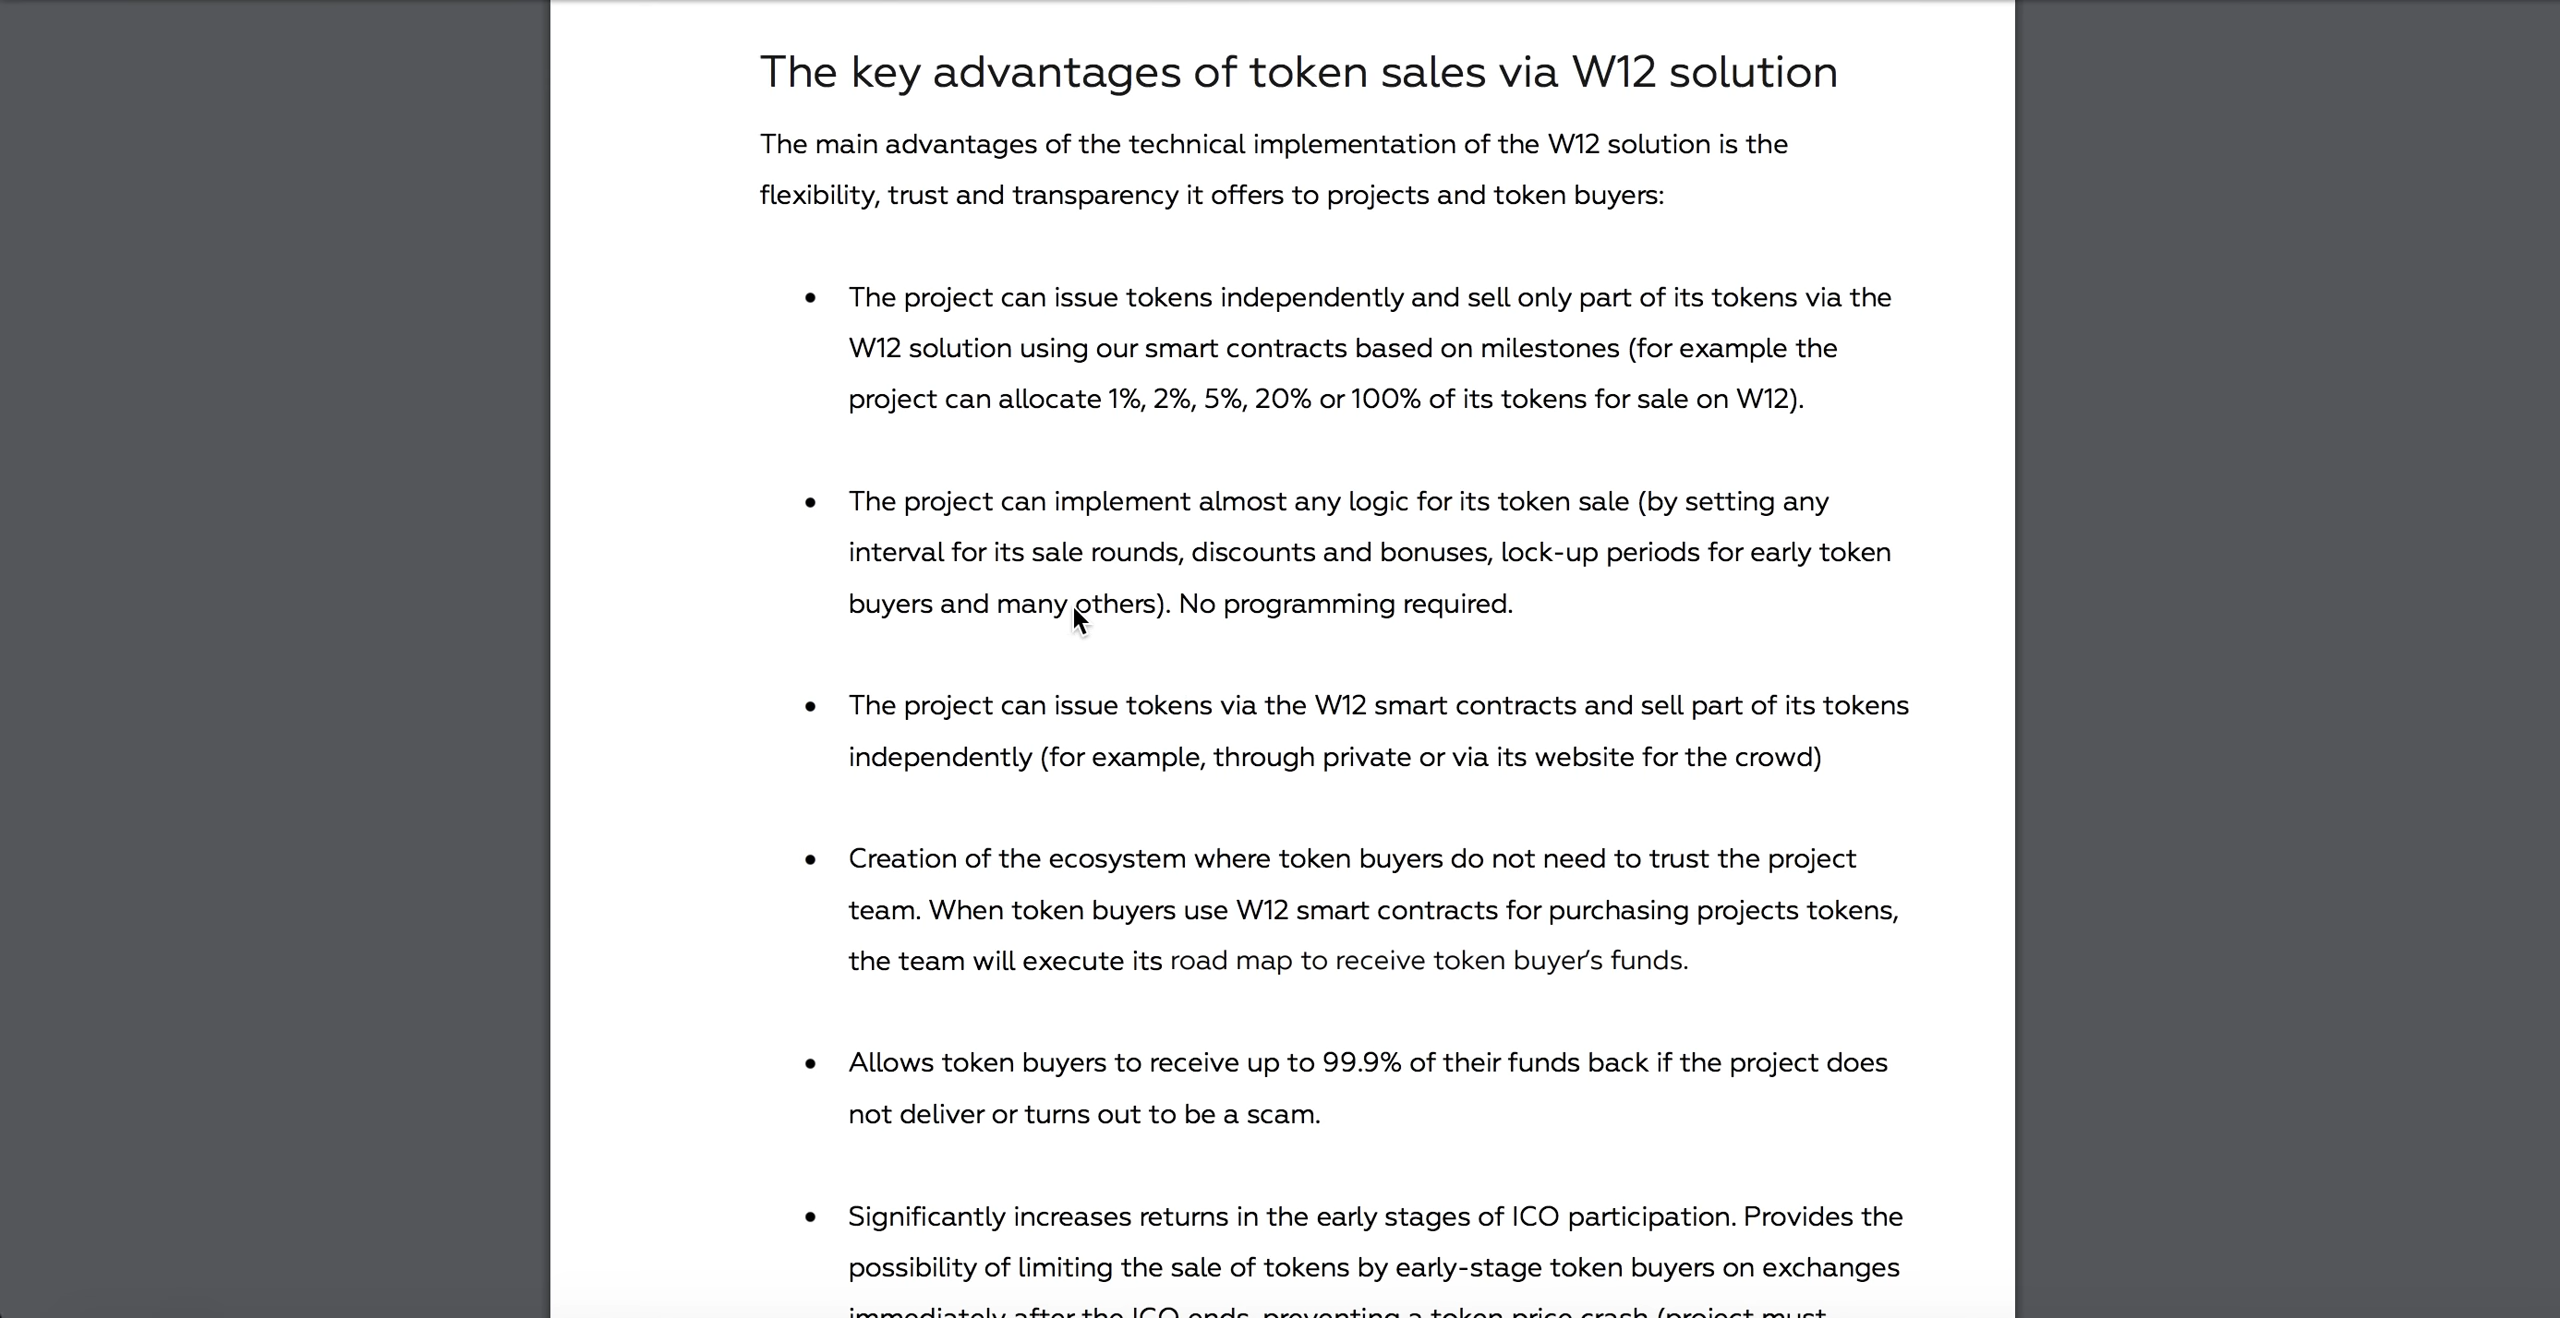 The key advantages of token sales via W12 solution
The main advantages of the technical implementation of the W12 solution is the
flexibility, trust and transparency it offers to projects and token buyers:
• The project can issue tokens independently and sell only part of its tokens via the
W12 solution using our smart contracts based on milestones (for example the
project can allocate 1%, 2%, 5%, 20% or 100% of its tokens for sale on W12).
• The project can implement almost any logic for its token sale (by setting any
interval for its sale rounds, discounts and bonuses, lock-up periods for early token
buyers and many others). No programming required.
• The project can issue tokens via the W12 smart contracts and sell part of its tokens
independently (for example, through private or via its website for the crowd)
• Creation of the ecosystem where token buyers do not need to trust the project
team. When token buyers use W12 smart contracts for purchasing projects tokens,
the team will execute its road map to receive token buyer’s funds.
• Allows token buyers to receive up to 99.9% of their funds back if the project does
not deliver or turns out to be a scam.
• Significantly increases returns in the early stages of ICO participation. Provides the
possibility of limiting the sale of tokens by early-stage token buyers on exchanges
immediately after the ICO ends, preventing a token price crash (project must